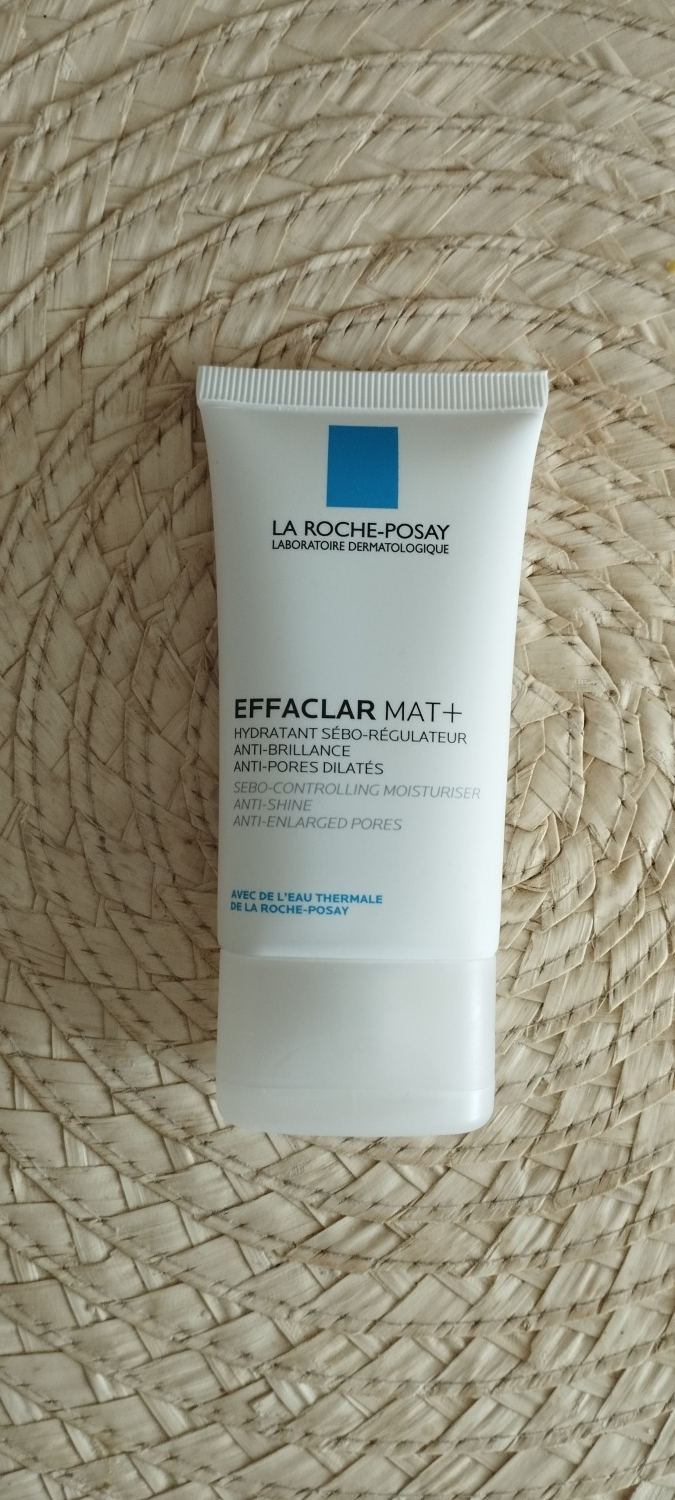 LA ROCHE-POSAY
LABORATOIRE DERMATOLOGIQUE
EFFACLAR MAT+
HYDRATANT SÉBO-RÉGULATEUR
ANTI-BRILLANCE
ANTI-PORES DILATÉS
SEBO-CONTROLLING MOISTURISER
ANTI-SHINE
ANTI-ENLARGED PORES
AVEC DE L'EAU THERMALE
DE LA ROCHE-POSAY